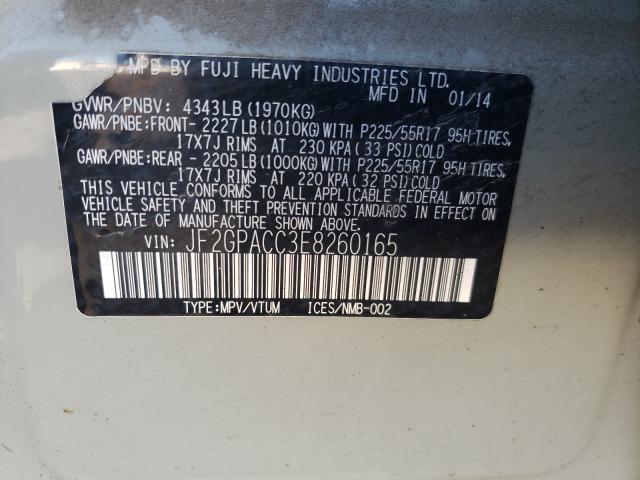 MFD BY FUJI HEAVY INDUSTRIES LTD.
MFD IN 01/14
GVWR/PNBV: 4343LB (1970KG)
GAWR/PNBE:FRONT- 2227LB(1010KG)WITH P225/55R17 95H TIRES,
17X7J RIMS AT 230 KPA(33 PSI)COLD
GAWR/PNBE:REAR - 2205LB(1000KG)WITH P225/55R17 95H TIRES,
17X7J RIMS AT 220 KPA(32 PSI)COLD
THIS VEHICLE CONFORMS TO ALL APPLICABLE FEDERAL MOTOR
VEHICLE SAFETY AND THEFT PREVENTION STANDARDS IN EFFECT
ON THE DATE OF MANUFACTURE SHOWN ABOVE.
VIN: JF2GPACC3E8260165
TYPE:MPV/VTUM ICES/NMB-002